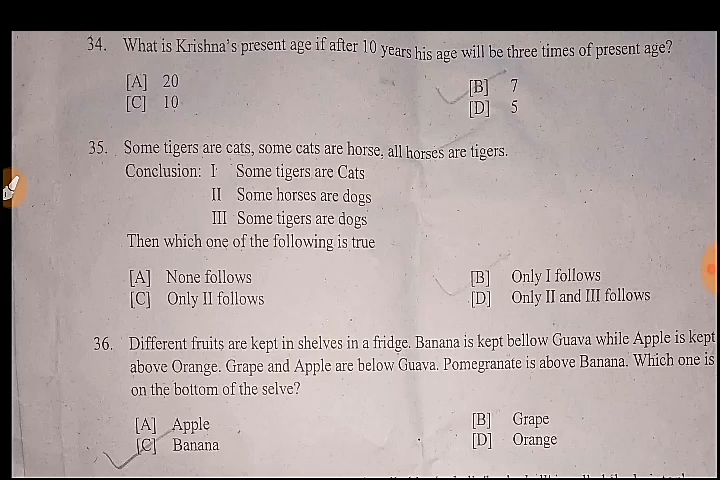 34. What is Krishna's present age if after 10 years his age will be three times of present age?
[A] 20 [B] 7
[C] 10 [D] 5
35. Some tigers are cats, some cats are horse, all horses are tigers.
Conclusion: I Some tigers are Cats
II Some horses are dogs
III Some tigers are dogs
Then which one of the following is true
[A] None follows [B] Only I follows
[C] Only II follows [D] Only II and III follows
36. Different fruits are kept in shelves in a fridge. Banana is kept bellow Guava while Apple is kept
above Orange. Grape and Apple are below Guava. Pomegranate is above Banana. Which one is
on the bottom of the selve?
[A] Apple [B] Grape
[C] Banana [D] Orange